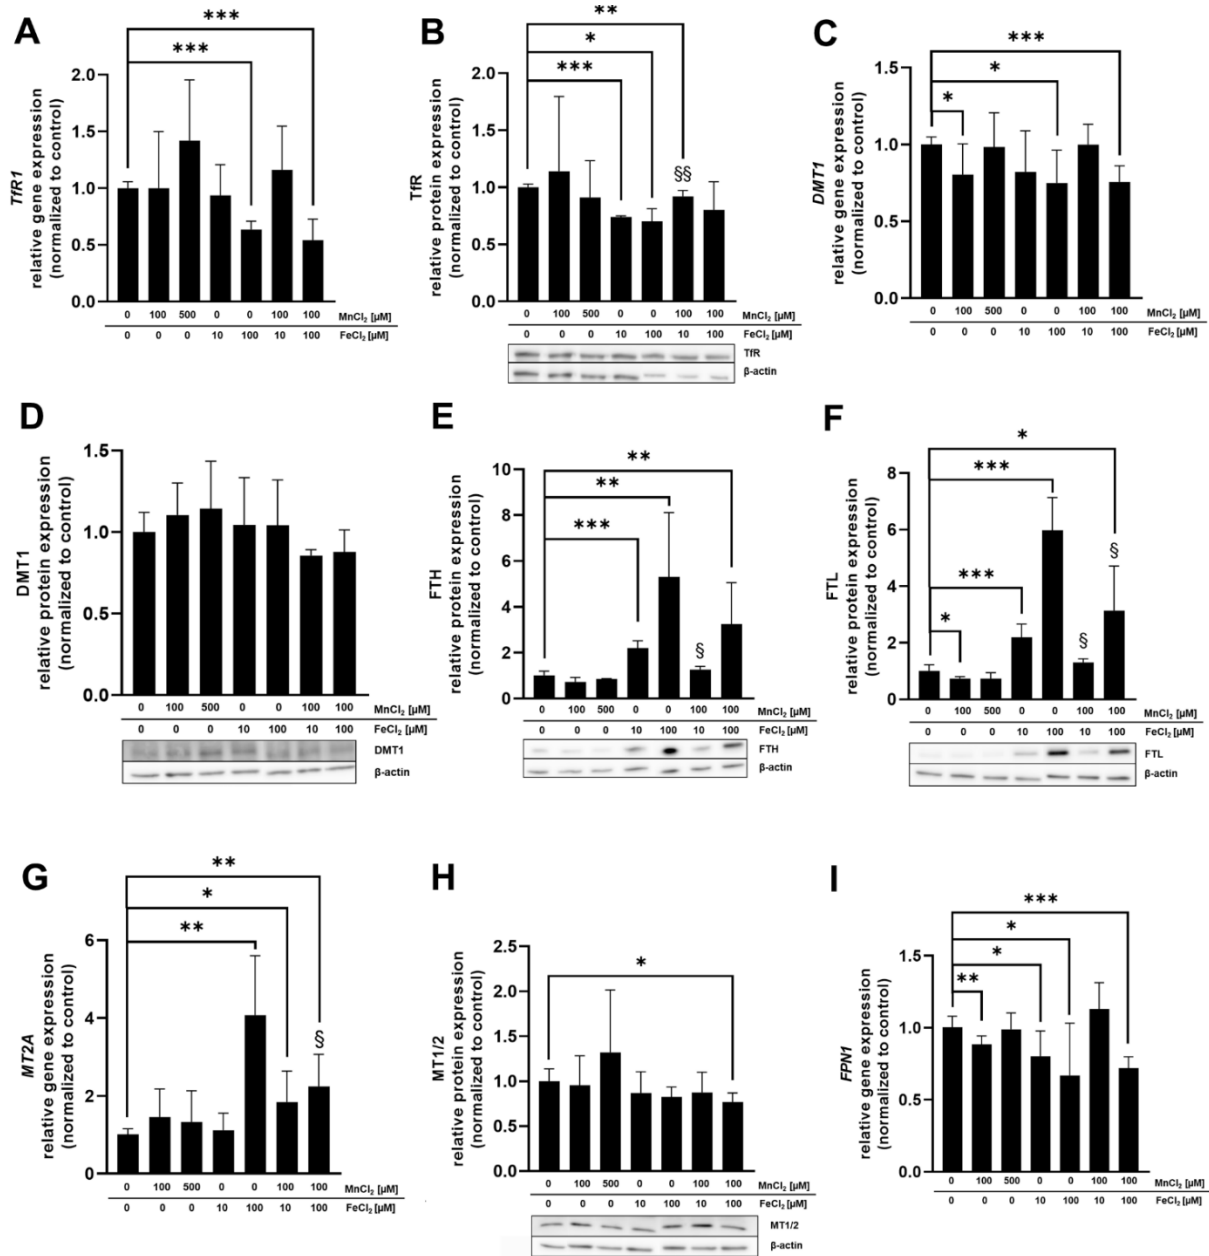 A
***
***
TfR1
relative gene expression
(normalized to control)
2.0
1.5
1.0
0.5
0.0
0 100 500 0 0 100 100 MnCl₂ [µM]
0 0 0 10 100 10 100 FeCl₂ [µM]
B
**
*
***
§§
TfR
relative protein expression
(normalized to control)
2.0
1.5
1.0
0.5
0.0
0 100 500 0 0 100 100 MnCl₂ [µM]
0 0 0 10 100 10 100 FeCl₂ [µM]
TfR
β-actin
C
***
*
*
DMT1
relative gene expression
(normalized to control)
1.5
1.0
0.5
0.0
0 100 500 0 0 100 100 MnCl₂ [µM]
0 0 0 10 100 10 100 FeCl₂ [µM]
D
DMT1
relative protein expression
(normalized to control)
1.5
1.0
0.5
0.0
0 100 500 0 0 100 100 MnCl₂ [µM]
0 0 0 10 100 10 100 FeCl₂ [µM]
DMT1
β-actin
E
**
**
***
§
FTH
relative protein expression
(normalized to control)
10
8
6
4
2
0
0 100 500 0 0 100 100 MnCl₂ [µM]
0 0 0 10 100 10 100 FeCl₂ [µM]
FTH
β-actin
F
*
***
***
*
§
§
FTL
relative protein expression
(normalized to control)
8
6
4
2
0
0 100 500 0 0 100 100 MnCl₂ [µM]
0 0 0 10 100 10 100 FeCl₂ [µM]
FTL
β-actin
G
**
*
**
§
MT2A
relative gene expression
(normalized to control)
6
4
2
0
0 100 500 0 0 100 100 MnCl₂ [µM]
0 0 0 10 100 10 100 FeCl₂ [µM]
H
*
MT1/2
relative protein expression
(normalized to control)
2.5
2.0
1.5
1.0
0.5
0.0
0 100 500 0 0 100 100 MnCl₂ [µM]
0 0 0 10 100 10 100 FeCl₂ [µM]
MT1/2
β-actin
I
***
*
*
**
FPN1
relative gene expression
(normalized to control)
1.5
1.0
0.5
0.0
0 100 500 0 0 100 100 MnCl₂ [µM]
0 0 0 10 100 10 100 FeCl₂ [µM]